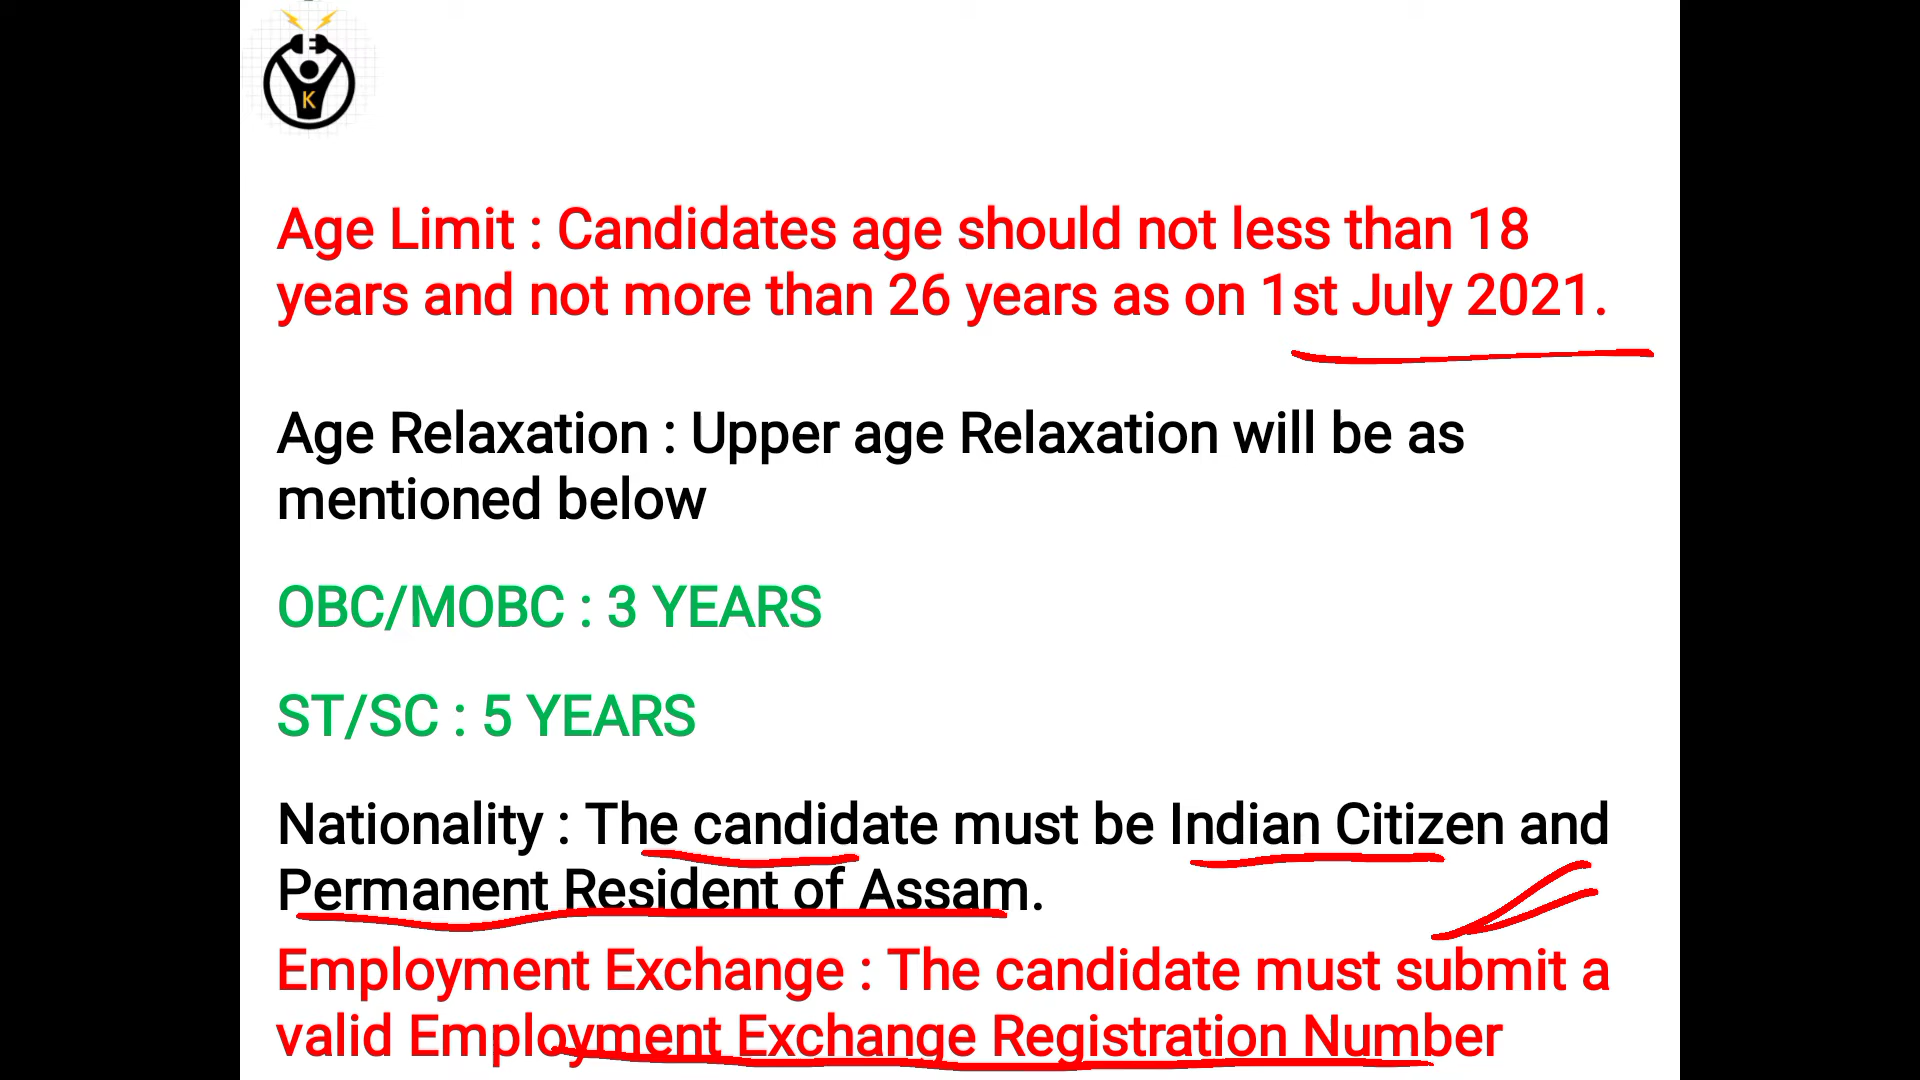 K
Age Limit : Candidates age should not less than 18
years and not more than 26 years as on 1st July 2021.
Age Relaxation : Upper age Relaxation will be as
mentioned below
OBC/MOBC : 3 YEARS
ST/SC : 5 YEARS
Nationality : The candidate must be Indian Citizen and
Permanent Resident of Assam.
Employment Exchange : The candidate must submit a
valid Employment Exchange Registration Number